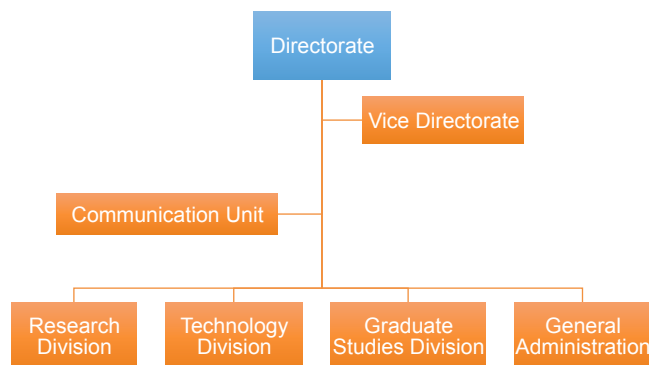 Directorate
Vice Directorate
Communication Unit
Research
Division
Technology
Division
Graduate
Studies Division
General
Administration